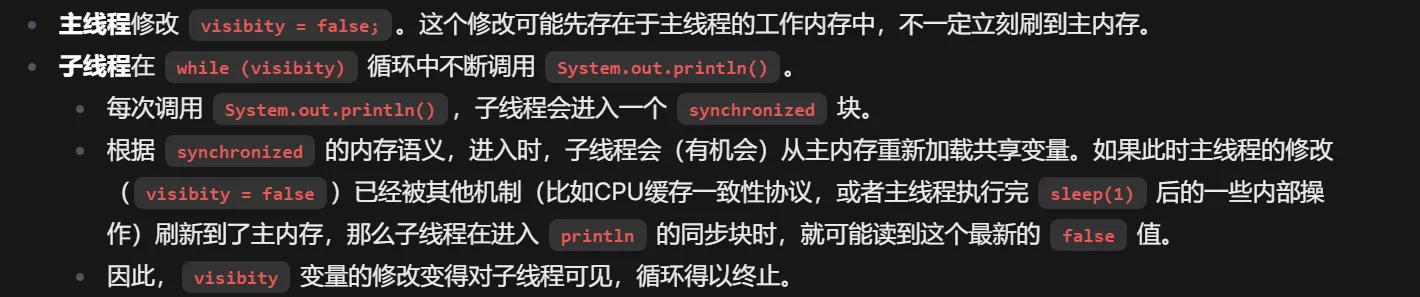 主线程修改 visibity = false; 。这个修改可能先存在于主线程的工作内存中，不一定立刻刷到主内存。
子线程在 while (visibity) 循环中不断调用 System.out.println() 。
每次调用 System.out.println() ，子线程会进入一个 synchronized 块。
根据 synchronized 的内存语义，进入时，子线程会（有机会）从主内存重新加载共享变量。如果此时主线程的修改
（ visibity = false ）已经被其他机制（比如CPU缓存一致性协议，或者主线程执行完 sleep(1) 后的一些内部操
作）刷新到了主内存，那么子线程在进入 println 的同步块时，就可能读到这个最新的 false 值。
因此， visibity 变量的修改变得对子线程可见，循环得以终止。